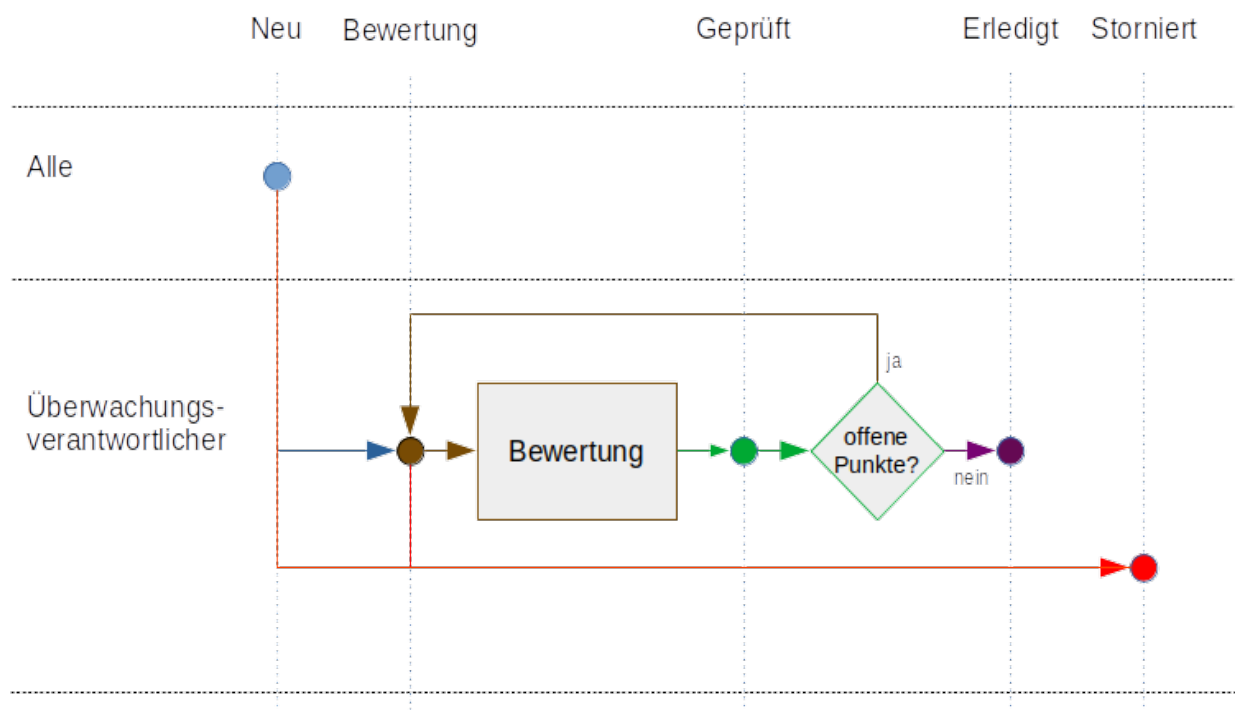 Neu Bewertung Geprüft Erledigt Storniert
Alle
ja
Überwachungs-
verantwortlicher
Bewertung
offene
Punkte?
nein